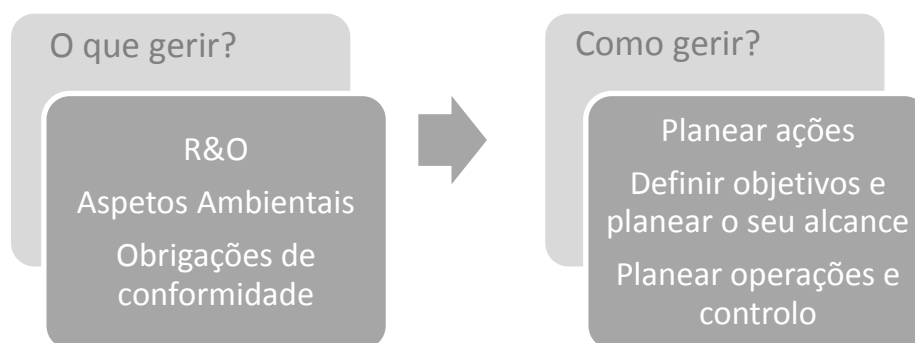 O que gerir?
R&O
Aspetos Ambientais
Obrigações de
conformidade
Como gerir?
Planear ações
Definir objetivos e
planear o seu alcance
Planear operações e
controlo